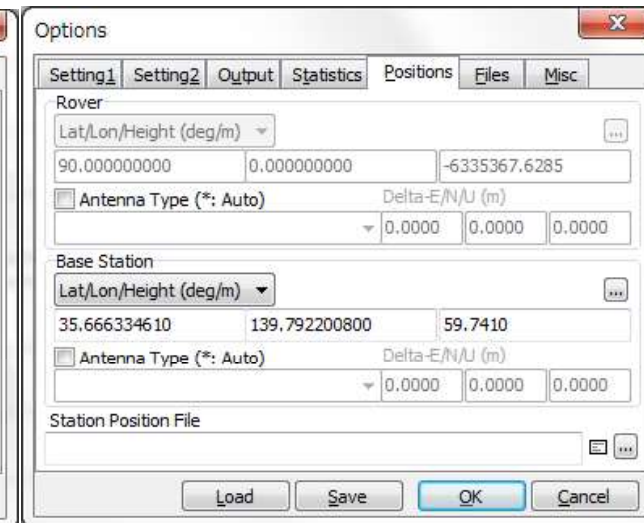 Options
Setting1 Setting2 Output Statistics Positions Files Misc
Rover
Lat/Lon/Height (deg/m)
...
90.000000000 0.000000000 -6335367.6285
Antenna Type (*: Auto) Delta-E/N/U (m)
0.0000 0.0000 0.0000
Base Station
Lat/Lon/Height (deg/m)
...
35.666334610 139.792200800 59.7410
Antenna Type (*: Auto) Delta-E/N/U (m)
0.0000 0.0000 0.0000
Station Position File
...
Load Save OK Cancel